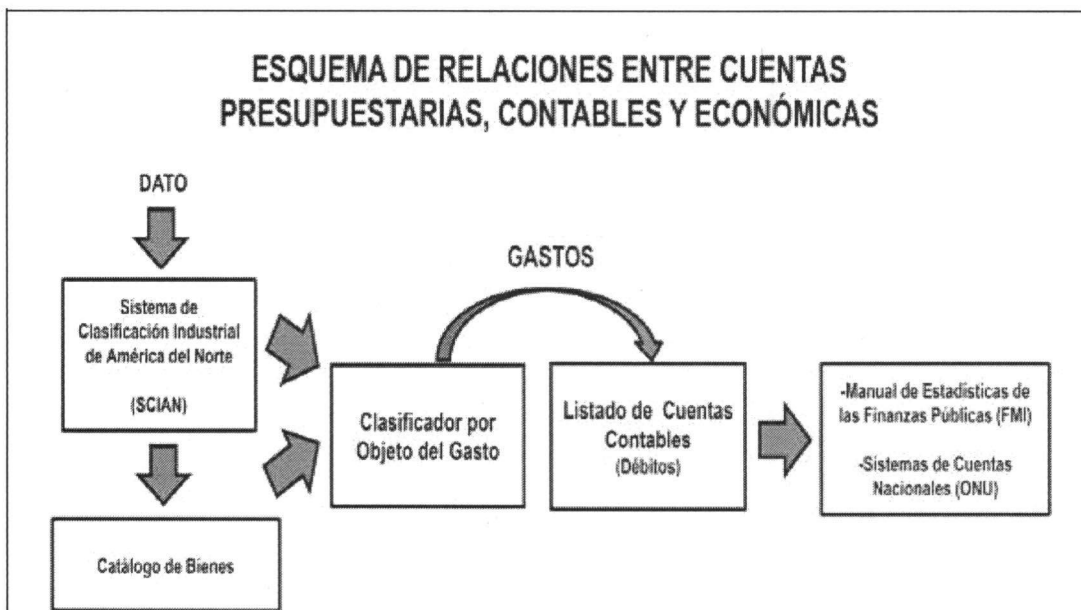 ESQUEMA DE RELACIONES ENTRE CUENTAS
PRESUPUESTARIAS, CONTABLES Y ECONÓMICAS
DATO
Sistema de
Clasificación Industrial
de América del Norte
(SCIAN)
Catálogo de Bienes
GASTOS
Clasificador por
Objeto del Gasto
Listado de Cuentas
Contables
(Débitos)
-Manual de Estadísticas de
las Finanzas Públicas (FMI)
-Sistemas de Cuentas
Nacionales (ONU)